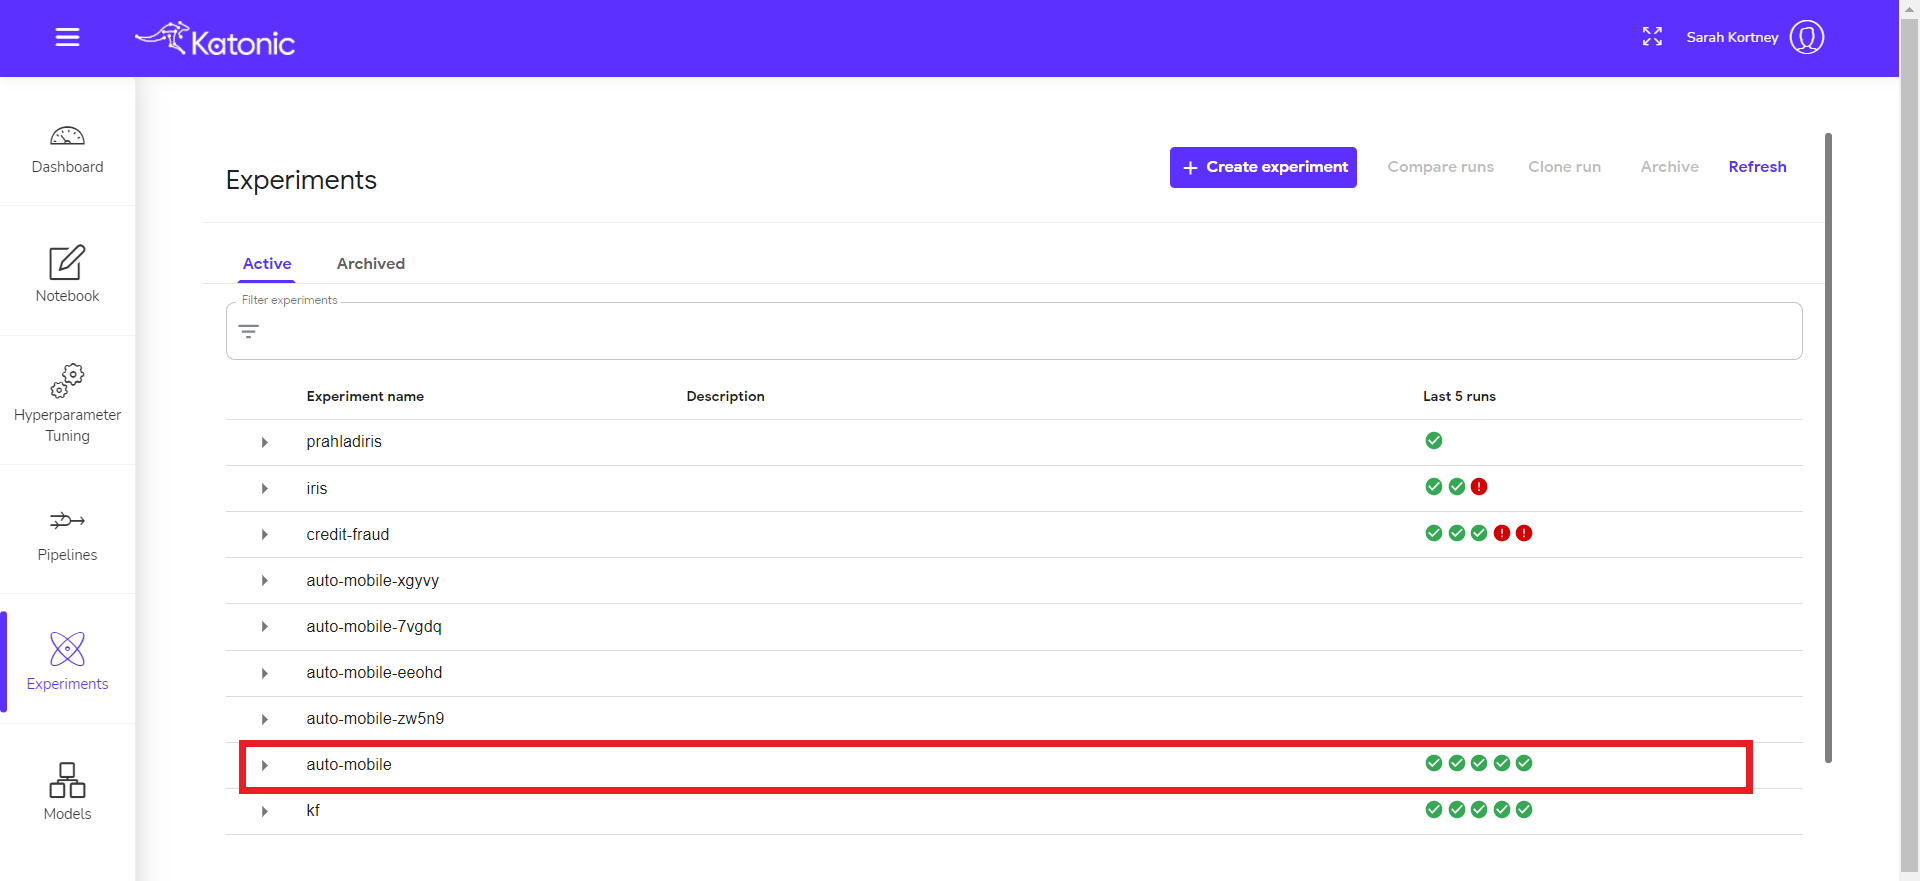 Katonic
Sarah Kortney
Dashboard
Notebook
Hyperparameter
Tuning
Pipelines
Experiments
Models
Experiments
+ Create experiment Compare runs Clone run Archive Refresh
Active Archived
Filter experiments
Experiment name Description Last 5 runs
prahladiris
iris
credit-fraud
auto-mobile-xgyvy
auto-mobile-7vgdq
auto-mobile-eeohd
auto-mobile-zw5n9
auto-mobile
kf